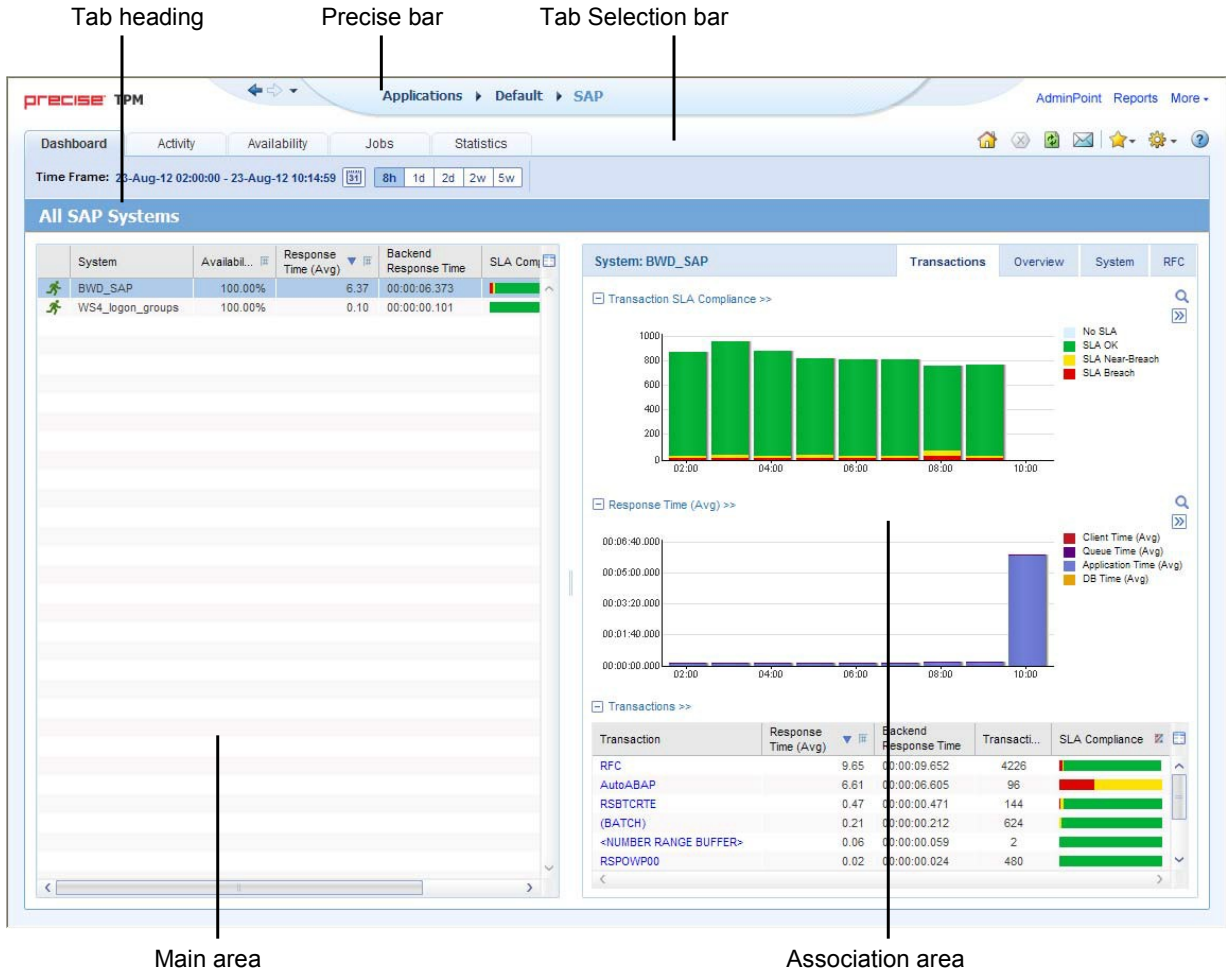 Tab heading Precise bar Tab Selection bar
precise TPM
Applications Default SAP
AdminPoint Reports More
Dashboard Activity Availability Jobs Statistics
Time Frame: 23-Aug-12 02:00:00 - 23-Aug-12 10:14:59 31 8h 1d 2d 2w 5w
All SAP Systems
System Availabil... Response Time (Avg) Backend Response Time SLA Com
BWD_SAP 100.00% 6.37 00:00:06.373
WS4_logon_groups 100.00% 0.10 00:00:00.101
System: BWD_SAP Transactions Overview System RFC
Transaction SLA Compliance >>
1000
800
600
400
200
0
02:00 04:00 06:00 08:00 10:00
No SLA
SLA OK
SLA Near-Breach
SLA Breach
Response Time (Avg) >>
00:06:40.000
00:05:00.000
00:03:20.000
00:01:40.000
00:00:00.000
02:00 04:00 06:00 08:00 10:00
Client Time (Avg)
Queue Time (Avg)
Application Time (Avg)
DB Time (Avg)
Transactions >>
Transaction Response Time (Avg) Backend Response Time Transacti... SLA Compliance
RFC 9.65 00:00:09.652 4226
AutoABAP 6.61 00:00:06.605 96
RSBTCRTE 0.47 00:00:00.471 144
(BATCH) 0.21 00:00:00.212 624
<NUMBER RANGE BUFFER> 0.06 00:00:00.059 2
RSPOWP00 0.02 00:00:00.024 480
Main area Association area